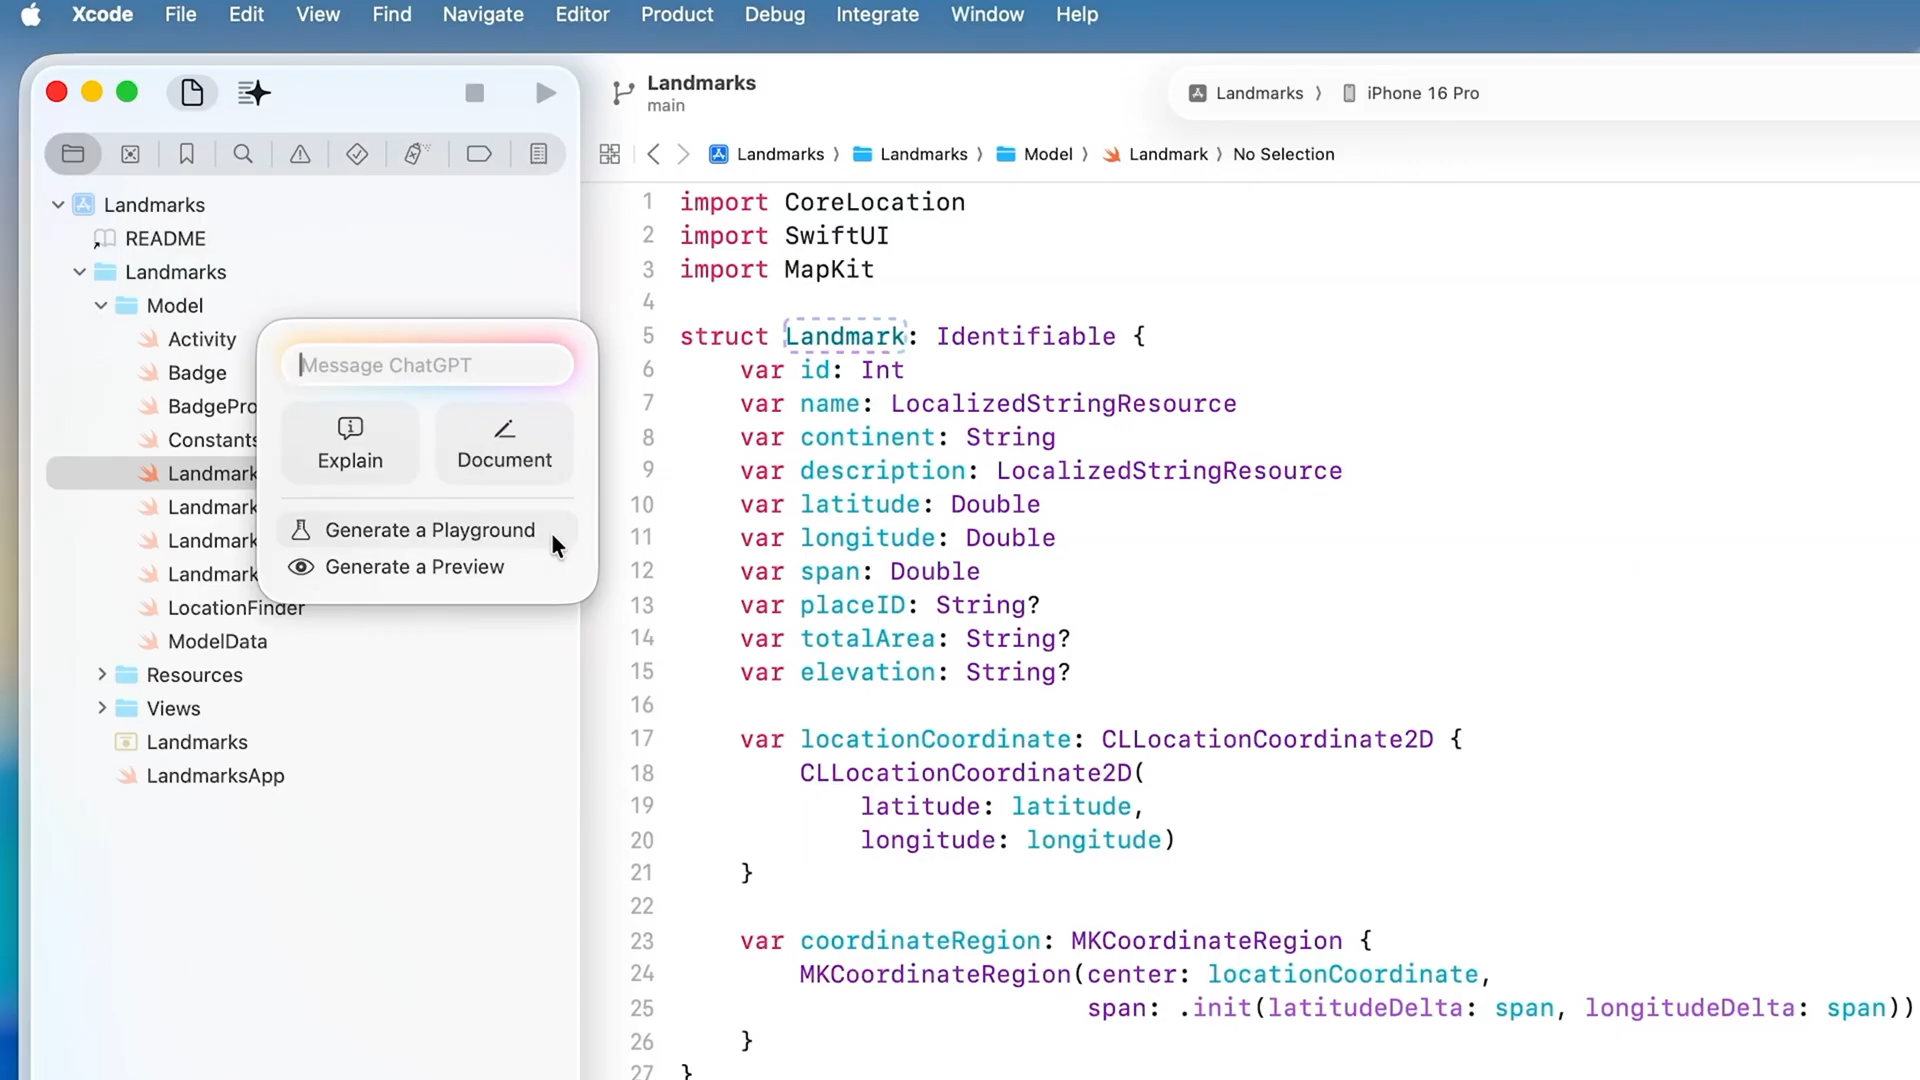 Xcode File Edit View Find Navigate Editor Product Debug Integrate Window Help
Landmarks
main
Landmarks 〉 iPhone 16 Pro
Landmarks 〉 Landmarks 〉 Model 〉 Landmark 〉 No Selection
Landmarks
README
Landmarks
Model
Activity
Badge
BadgePro
Constants
Landmark
Landmark
Landmark
Landmark
LocationFinder
ModelData
Resources
Views
Landmarks
LandmarksApp
Message ChatGPT
Explain
Document
Generate a Playground
Generate a Preview
1 import CoreLocation
2 import SwiftUI
3 import MapKit
4
5 struct Landmark: Identifiable {
6 var id: Int
7 var name: LocalizedStringResource
8 var continent: String
9 var description: LocalizedStringResource
10 var latitude: Double
11 var longitude: Double
12 var span: Double
13 var placeID: String?
14 var totalArea: String?
15 var elevation: String?
16
17 var locationCoordinate: CLLocationCoordinate2D {
18 CLLocationCoordinate2D(
19 latitude: latitude,
20 longitude: longitude)
21 }
22
23 var coordinateRegion: MKCoordinateRegion {
24 MKCoordinateRegion(center: locationCoordinate,
25 span: .init(latitudeDelta: span, longitudeDelta: span))
26 }
27 }